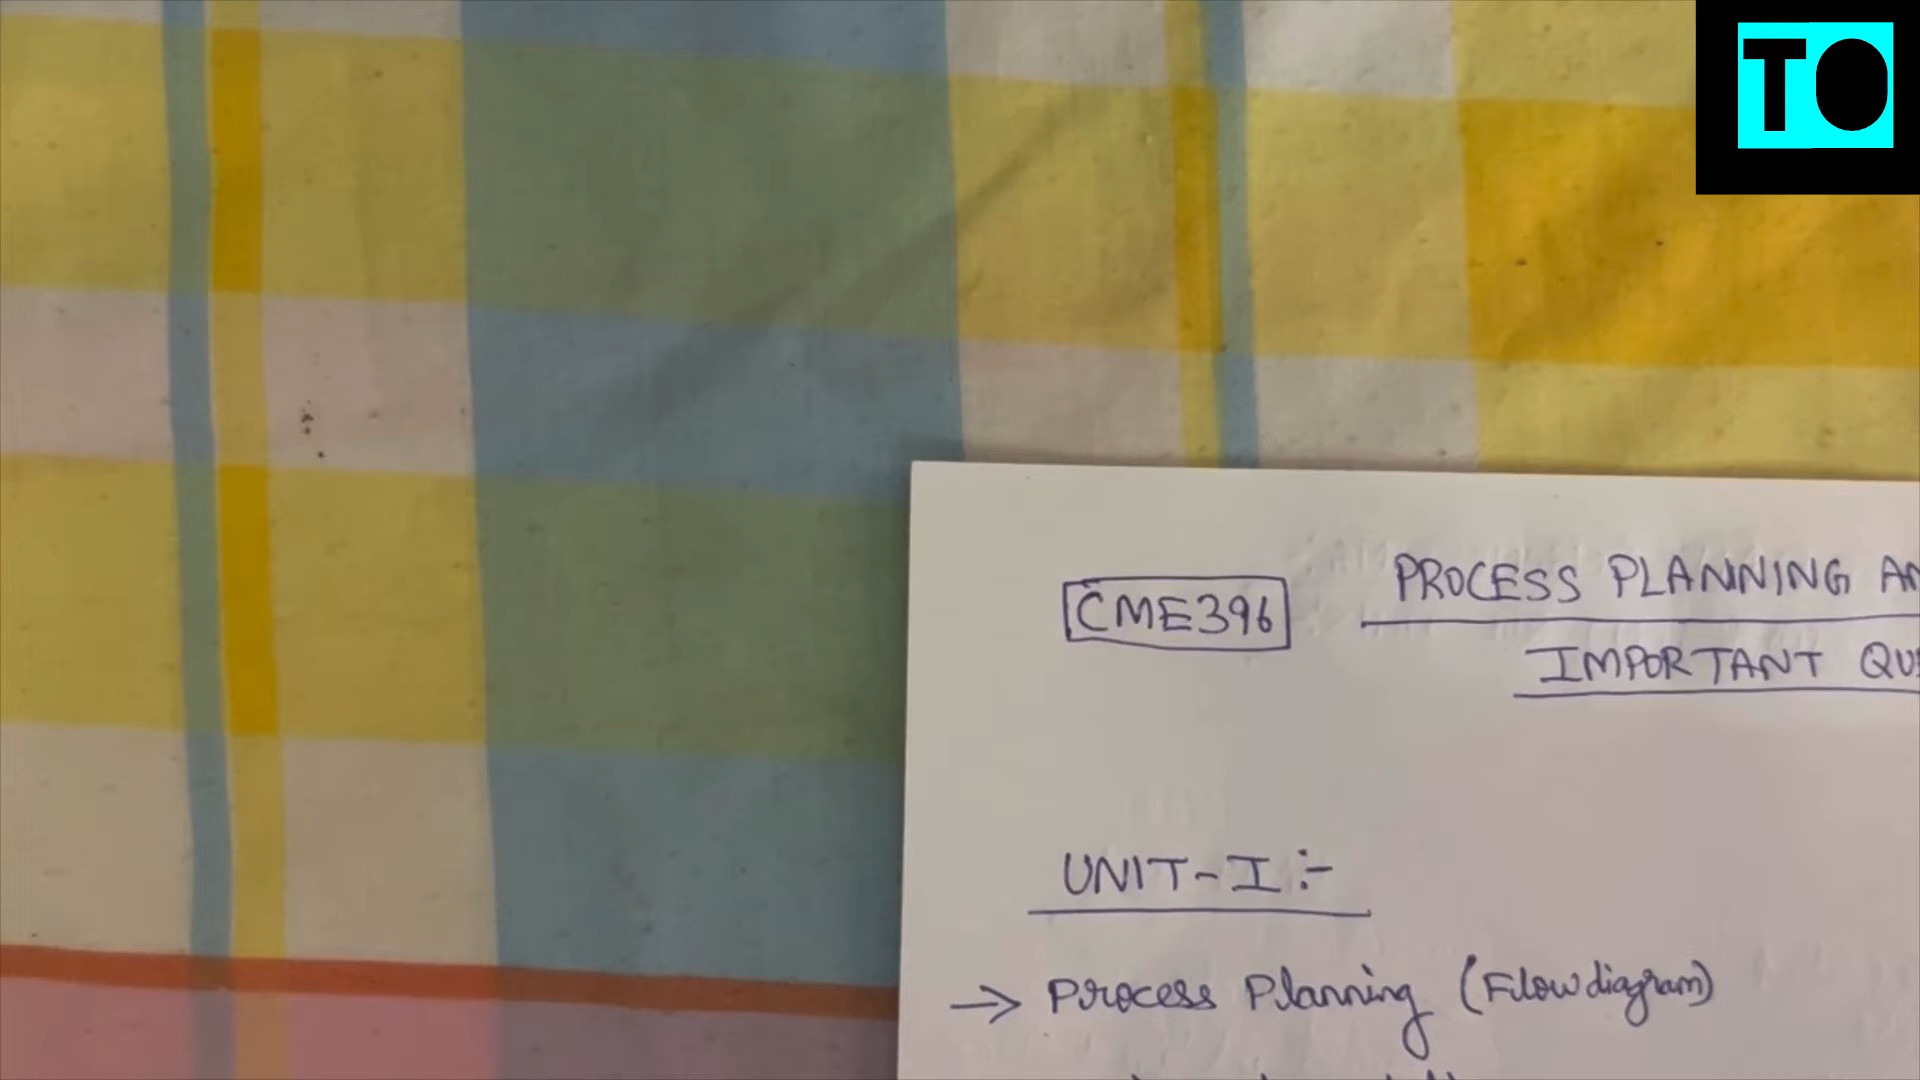 TO
CME396
PROCESS PLANNING
IMPORTANT
UNIT-I :-
→ Process Planning (Flow diagram)